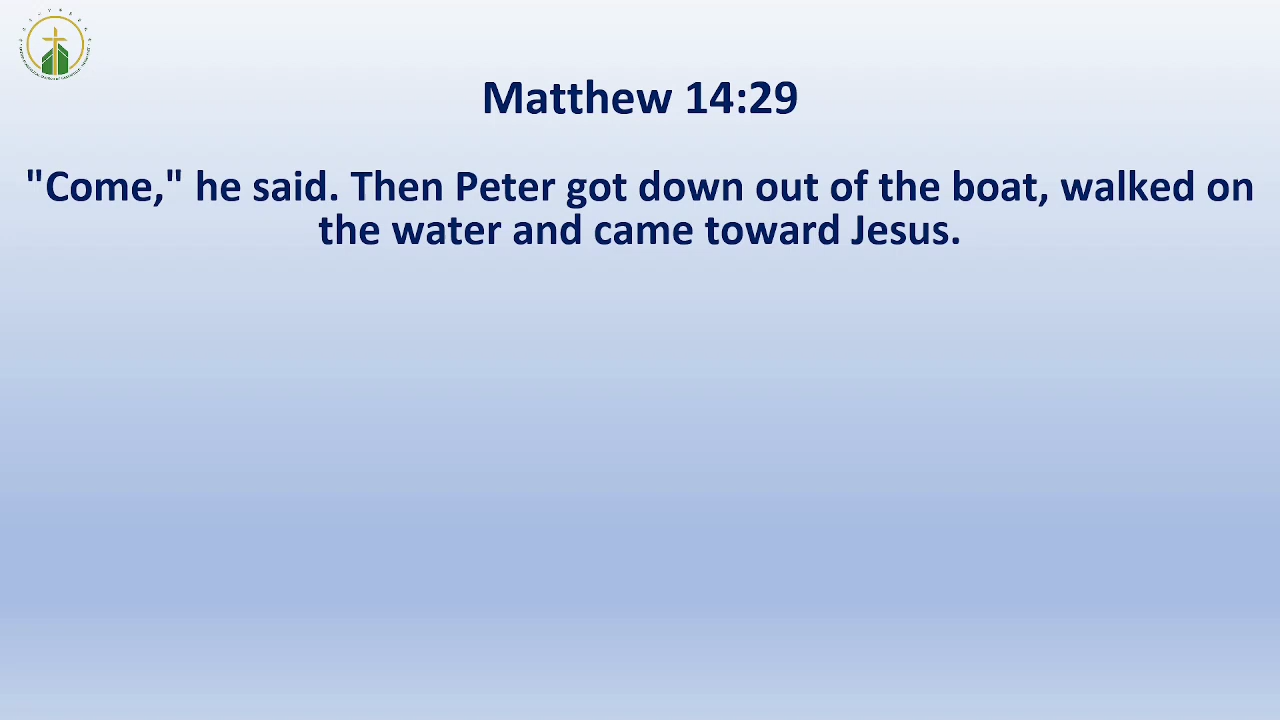 Matthew 14:29
"Come," he said. Then Peter got down out of the boat, walked on
the water and came toward Jesus.